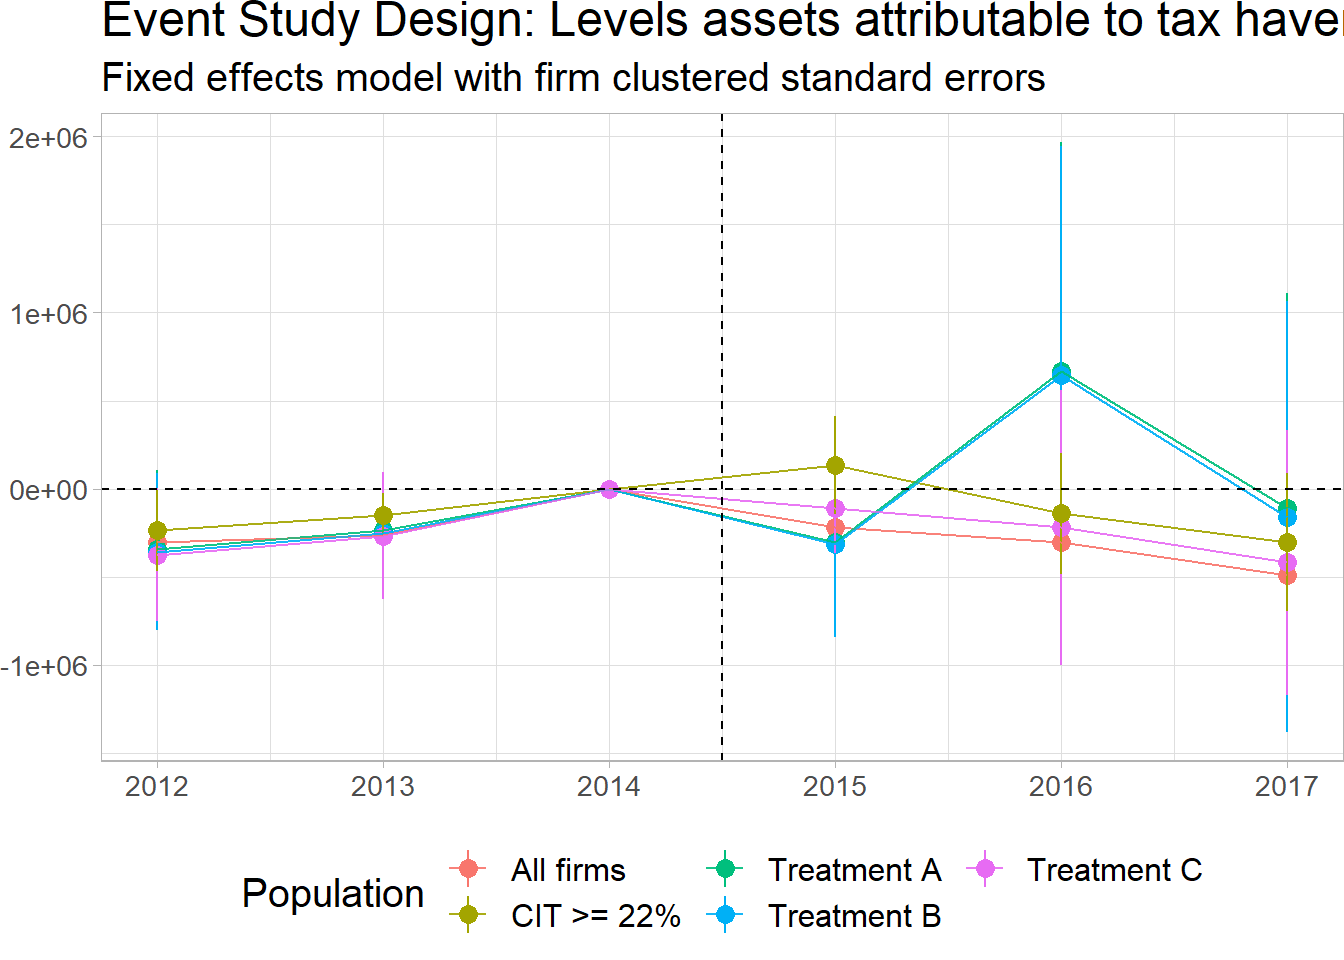 Event Study Design: Levels assets attributable to tax haven
Fixed effects model with firm clustered standard errors
2e+06
1e+06
0e+00
-1e+06
2012 2013 2014 2015 2016 2017
Population
All firms
CIT >= 22%
Treatment A
Treatment B
Treatment C